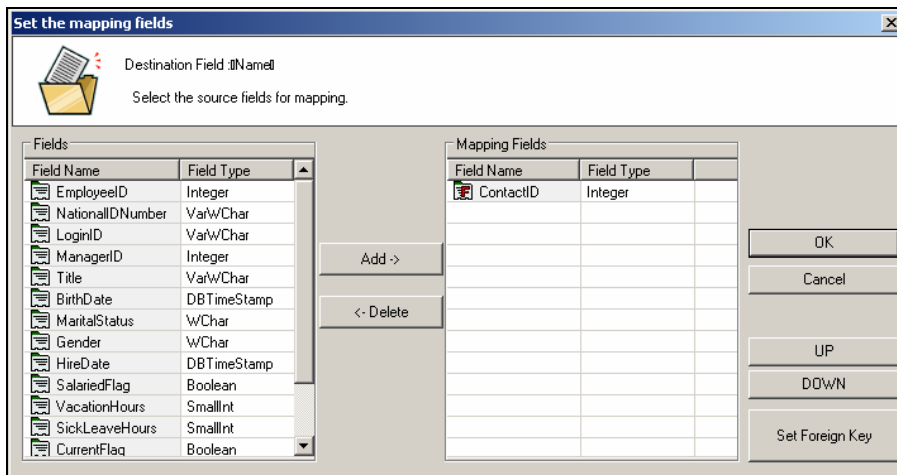 Set the mapping fields
Destination Field :▯Name▯
Select the source fields for mapping.
Fields
Field Name Field Type
EmployeeID Integer
NationalIDNumber VarWChar
LoginID VarWChar
ManagerID Integer
Title VarWChar
BirthDate DBTimeStamp
MaritalStatus WChar
Gender WChar
HireDate DBTimeStamp
SalariedFlag Boolean
VacationHours SmallInt
SickLeaveHours SmallInt
CurrentFlag Boolean
Add ->
<- Delete
Mapping Fields
Field Name Field Type
F ContactID Integer
OK
Cancel
UP
DOWN
Set Foreign Key